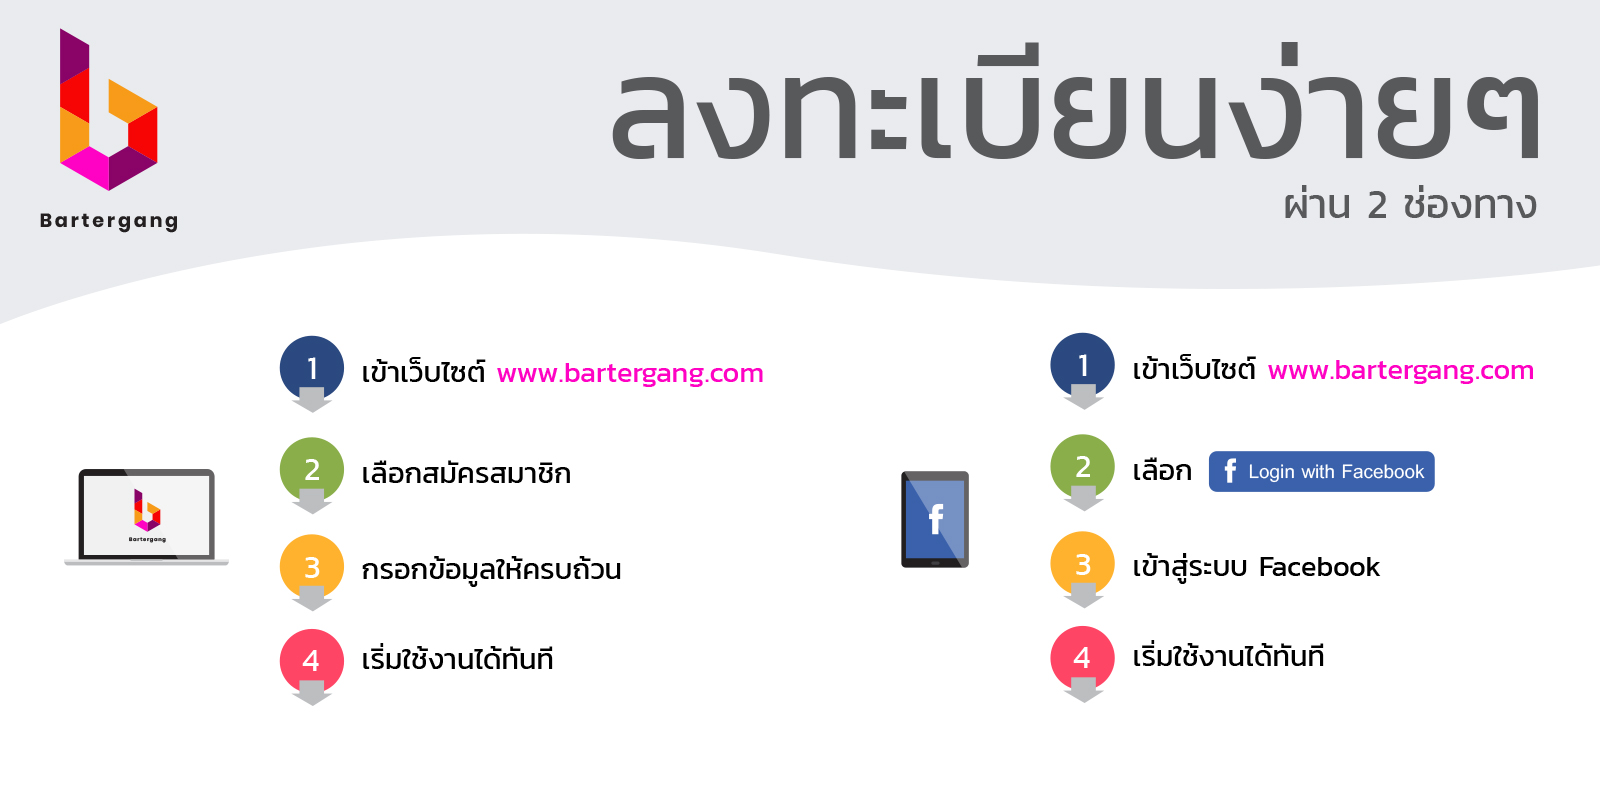 Bartergang
ลงทะเบียนง่ายๆ
ผ่าน 2 ช่องทาง
1 เข้าเว็บไซต์ www.bartergang.com
2 เลือกสมัครสมาชิก
3 กรอกข้อมูลให้ครบถ้วน
4 เริ่มใช้งานได้ทันที
Bartergang
1 เข้าเว็บไซต์ www.bartergang.com
2 เลือก f Login with Facebook
3 เข้าสู่ระบบ Facebook
4 เริ่มใช้งานได้ทันที
f